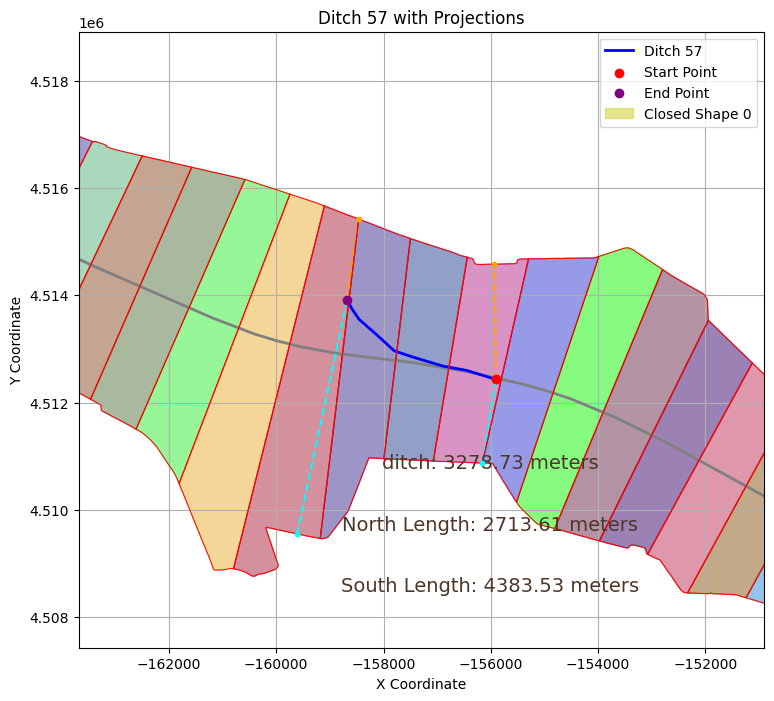 Ditch 57 with Projections
1e6
Ditch 57
Start Point
End Point
Closed Shape 0
4.518
4.516
4.514
4.512
4.510
4.508
Y Coordinate
ditch: 3273.73 meters
North Length: 2713.61 meters
South Length: 4383.53 meters
−162000 −160000 −158000 −156000 −154000 −152000
X Coordinate